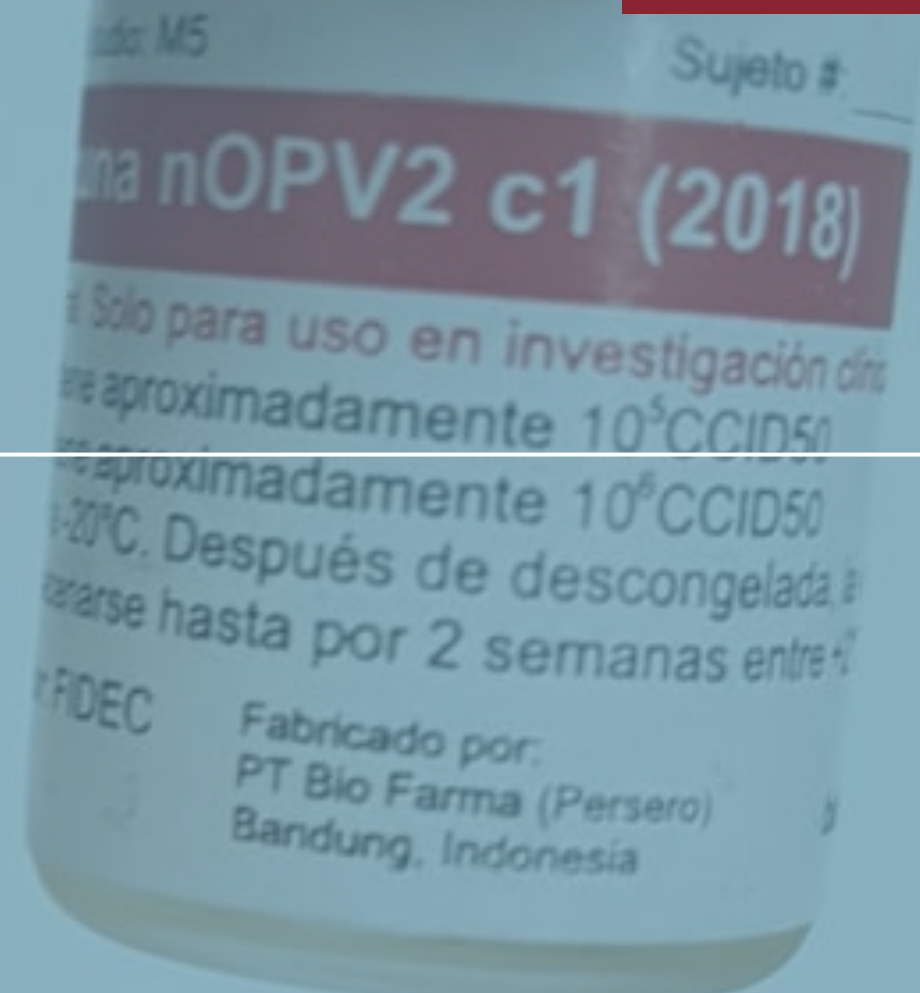 M5
Sujeto #:
nOPV2 c1 (2018)
Solo para uso en investigación
aproximadamente 10⁵CCID50
aproximadamente 10⁶CCID50
-20°C. Después de descongelada,
hasta por 2 semanas entre
FIDEC
Fabricado por:
PT Bio Farma (Persero)
Bandung, Indonesia